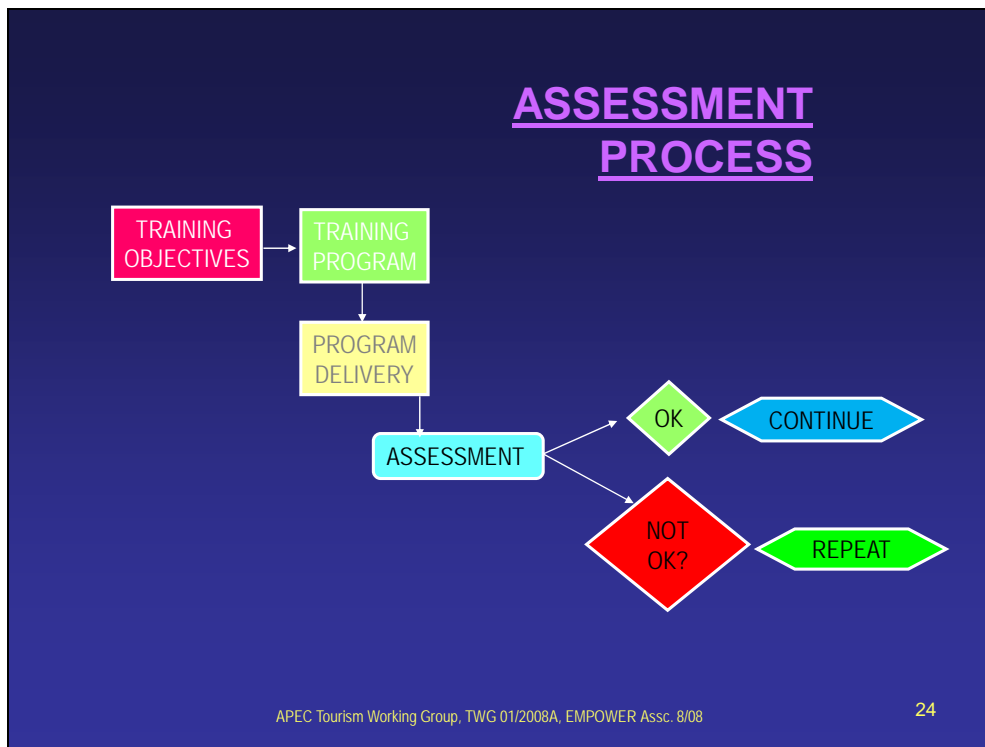 ASSESSMENT
PROCESS
TRAINING
OBJECTIVES
TRAINING
PROGRAM
PROGRAM
DELIVERY
ASSESSMENT
OK
CONTINUE
NOT
OK?
REPEAT
APEC Tourism Working Group, TWG 01/2008A, EMPOWER Assc. 8/08
24